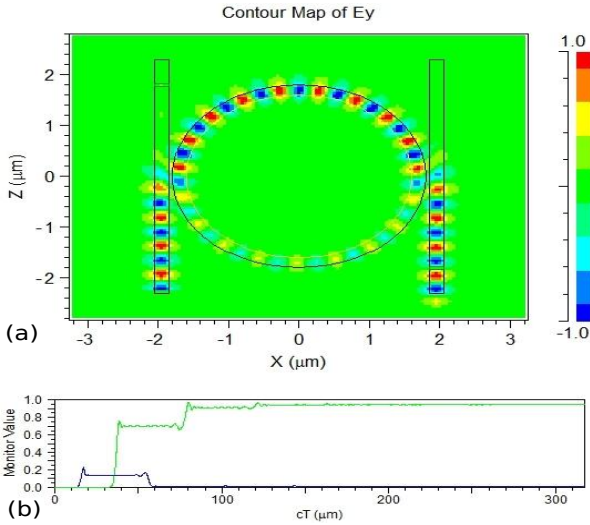 Contour Map of Ey
1.0
2
1
0
-1
-2
Z (µm)
-3 -2 -1 0 1 2 3
-1.0
X (µm)
(a)
1.0
0.8
0.6
0.4
0.2
0.0
Monitor Value
0 100 200 300
cT (µm)
(b)